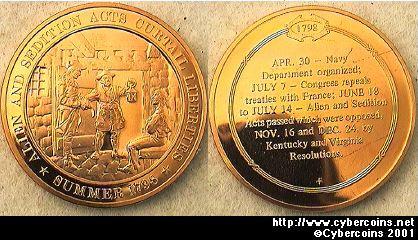 ALIEN AND SEDITION ACTS CURTAIL LIBERTIES
★ SUMMER 1798 ★
1798
APR. 30 - Navy
Department organized;
JULY 7 - Congress repeals
treaties with France; JUNE 18
to JULY 14 - Alien and Sedition
Acts passed which were opposed,
NOV. 16 and DEC. 24, by
Kentucky and Virginia
Resolutions.
http://www.cybercoins.net
©Cybercoins 2001